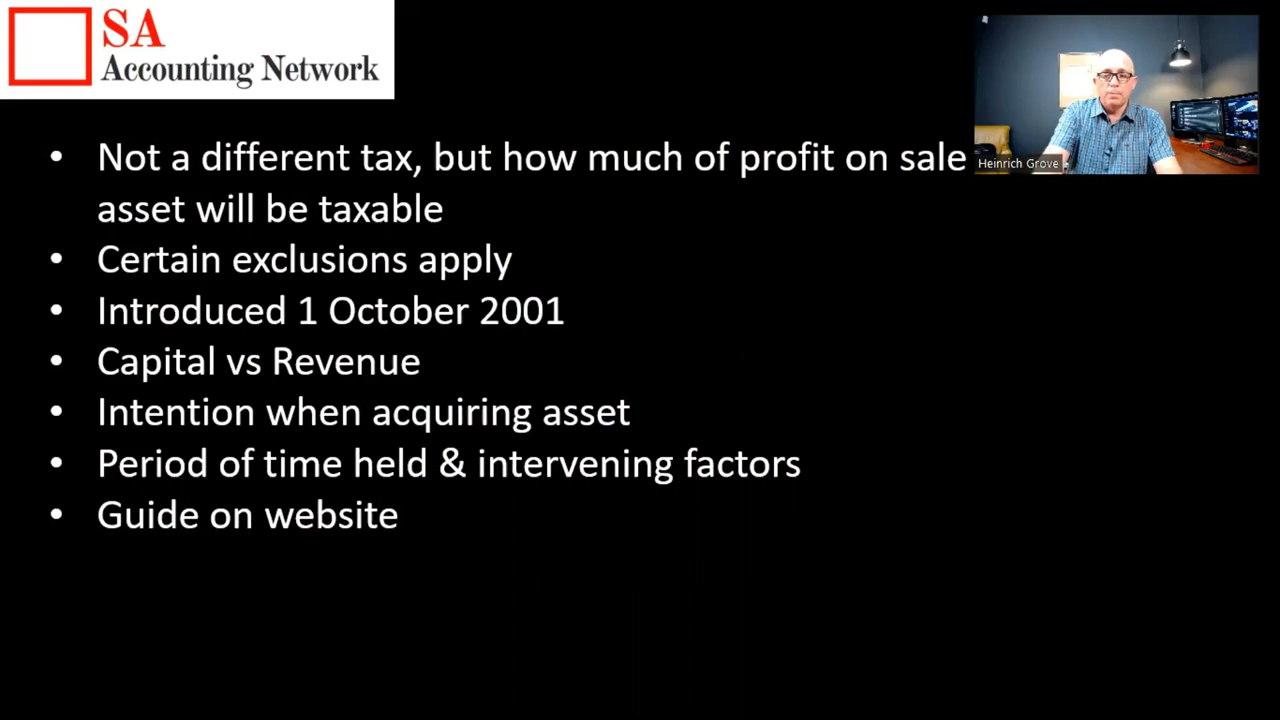 SA
Accounting Network
Heinrich Grove
• Not a different tax, but how much of profit on sale
asset will be taxable
• Certain exclusions apply
• Introduced 1 October 2001
• Capital vs Revenue
• Intention when acquiring asset
• Period of time held & intervening factors
• Guide on website